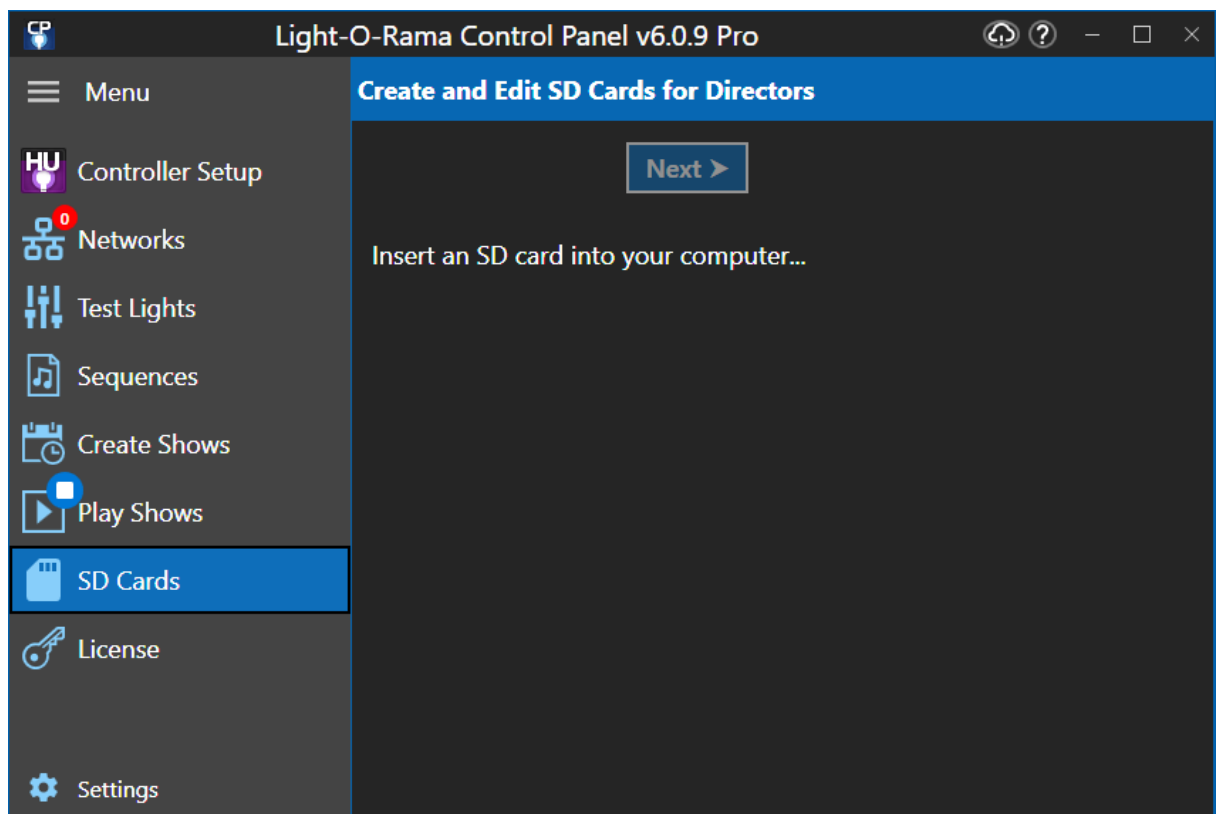 CP
Light-O-Rama Control Panel v6.0.9 Pro
?
Menu
Create and Edit SD Cards for Directors
Next ➤
Insert an SD card into your computer...
HU
Controller Setup
0
Networks
Test Lights
Sequences
Create Shows
Play Shows
SD Cards
License
Settings